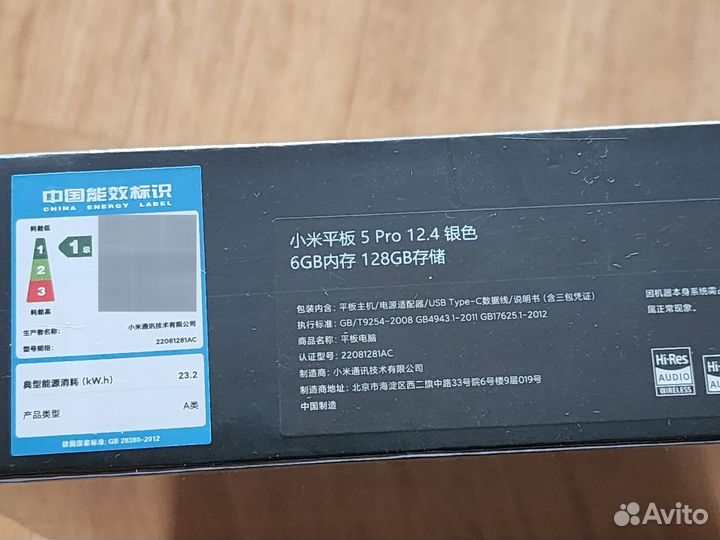 中国能效标识
CHINA ENERGY LABEL
耗能低
1
2
3
1级
耗能高
生产者名称: 小米通讯技术有限公司
型号规格: 22081281AC
典型能源消耗 (kW.h) 23.2
产品类型 A类
依据国家标准: GB 28380-2012
小米平板 5 Pro 12.4 银色
6GB内存 128GB存储
包装内含: 平板主机/电源适配器/USB Type-C数据线/说明书 (含三包凭证)
执行标准: GB/T9254-2008 GB4943.1-2011 GB17625.1-2012
商品名称: 平板电脑
认证型号: 22081281AC
制造商: 小米通讯技术有限公司
制造商地址: 北京市海淀区西二旗中路33号院6号楼9层019号
中国制造
因机器本身系统需
属正常现象.
Hi-Res
AUDIO
WIRELESS
Hi-
AU
Avito